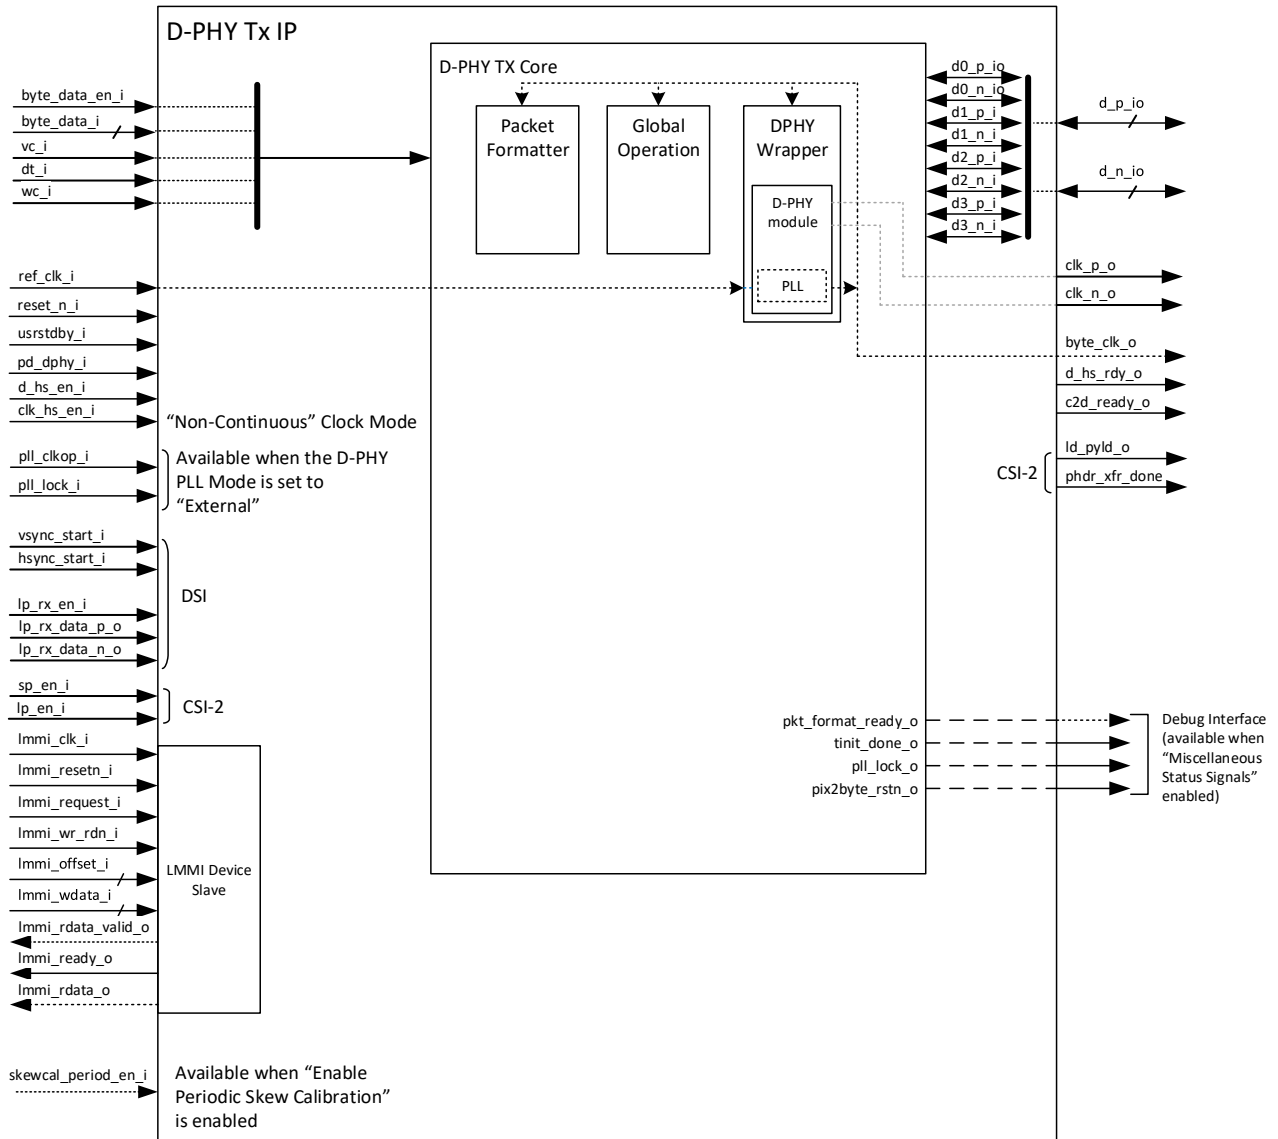 D-PHY Tx IP
D-PHY TX Core
byte_data_en_i
byte_data_i
vc_i
dt_i
wc_i
Packet
Formatter
Global
Operation
DPHY
Wrapper
D-PHY
module
PLL
d0_p_io
d0_n_io
d1_p_i
d1_n_i
d2_p_i
d2_n_i
d3_p_i
d3_n_i
d_p_io
d_n_io
ref_clk_i
reset_n_i
usrstdby_i
pd_dphy_i
d_hs_en_i
clk_hs_en_i
“Non-Continuous” Clock Mode
clk_p_o
clk_n_o
byte_clk_o
d_hs_rdy_o
c2d_ready_o
pll_clkop_i
pll_lock_i
Available when the D-PHY
PLL Mode is set to
“External”
CSI-2
ld_pyld_o
phdr_xfr_done
vsync_start_i
hsync_start_i
lp_rx_en_i
lp_rx_data_p_o
lp_rx_data_n_o
DSI
sp_en_i
lp_en_i
CSI-2
lmmi_clk_i
lmmi_resetn_i
lmmi_request_i
lmmi_wr_rdn_i
lmmi_offset_i
lmmi_wdata_i
lmmi_rdata_valid_o
lmmi_ready_o
lmmi_rdata_o
LMMI Device
Slave
pkt_format_ready_o
tinit_done_o
pll_lock_o
pix2byte_rstn_o
Debug Interface
(available when
“Miscellaneous
Status Signals”
enabled)
skewcal_period_en_i
Available when “Enable
Periodic Skew Calibration”
is enabled